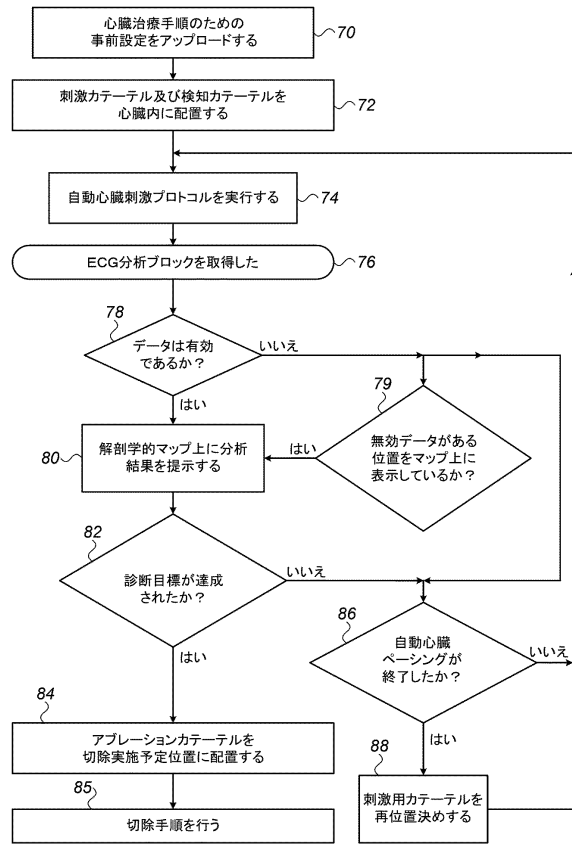 心臓治療手順のための
事前設定をアップロードする
70
刺激カテーテル及び検知カテーテルを
心臓内に配置する
72
自動心臓刺激プロトコルを実行する
74
ECG分析ブロックを取得した
76
78
データは有効
であるか？
いいえ
はい
79
無効データがある
位置をマップ上に
表示しているか？
はい
80
解剖学的マップ上に分析
結果を提示する
82
診断目標が達成
されたか？
いいえ
はい
86
自動心臓
ペーシングが
終了したか？
いいえ
はい
84
アブレーションカテーテルを
切除実施予定位置に配置する
88
刺激用カテーテルを
再位置決めする
85
切除手順を行う